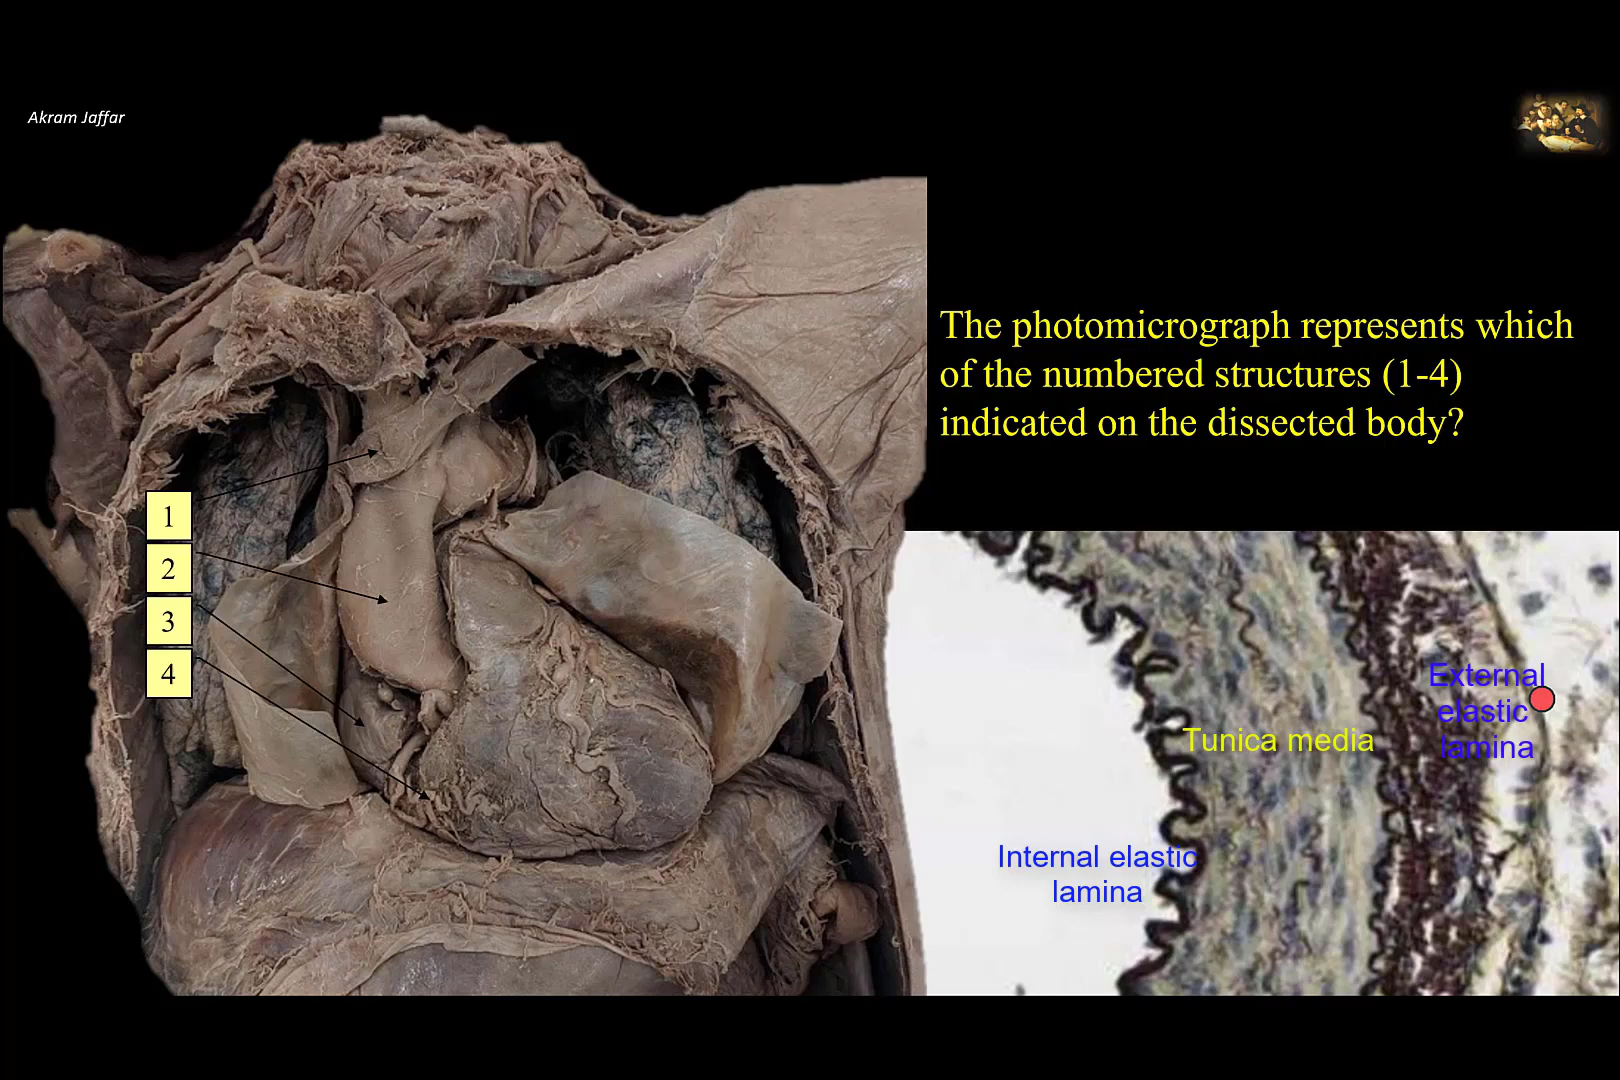 Akram Jaffar
The photomicrograph represents which
of the numbered structures (1-4)
indicated on the dissected body?
1
2
3
4
External
elastic
lamina
Tunica media
Internal elastic
lamina